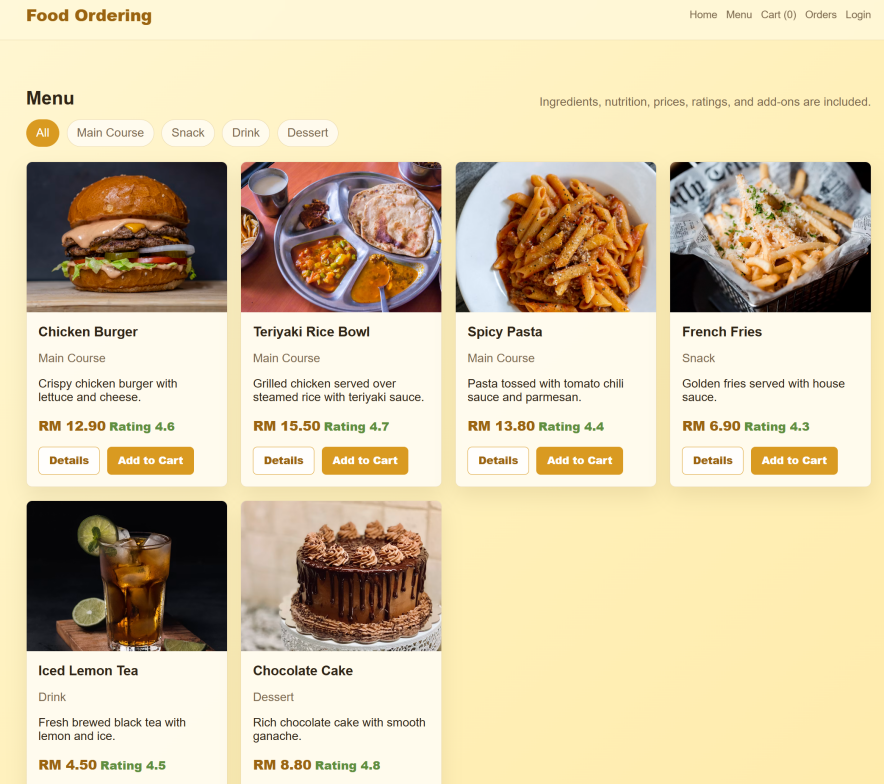 Food Ordering
Home Menu Cart (0) Orders Login
Menu
Ingredients, nutrition, prices, ratings, and add-ons are included.
All Main Course Snack Drink Dessert
Chicken Burger
Main Course
Crispy chicken burger with
lettuce and cheese.
RM 12.90 Rating 4.6
Details Add to Cart
Teriyaki Rice Bowl
Main Course
Grilled chicken served over
steamed rice with teriyaki sauce.
RM 15.50 Rating 4.7
Details Add to Cart
Spicy Pasta
Main Course
Pasta tossed with tomato chili
sauce and parmesan.
RM 13.80 Rating 4.4
Details Add to Cart
French Fries
Snack
Golden fries served with house
sauce.
RM 6.90 Rating 4.3
Details Add to Cart
Iced Lemon Tea
Drink
Fresh brewed black tea with
lemon and ice.
RM 4.50 Rating 4.5
Chocolate Cake
Dessert
Rich chocolate cake with smooth
ganache.
RM 8.80 Rating 4.8